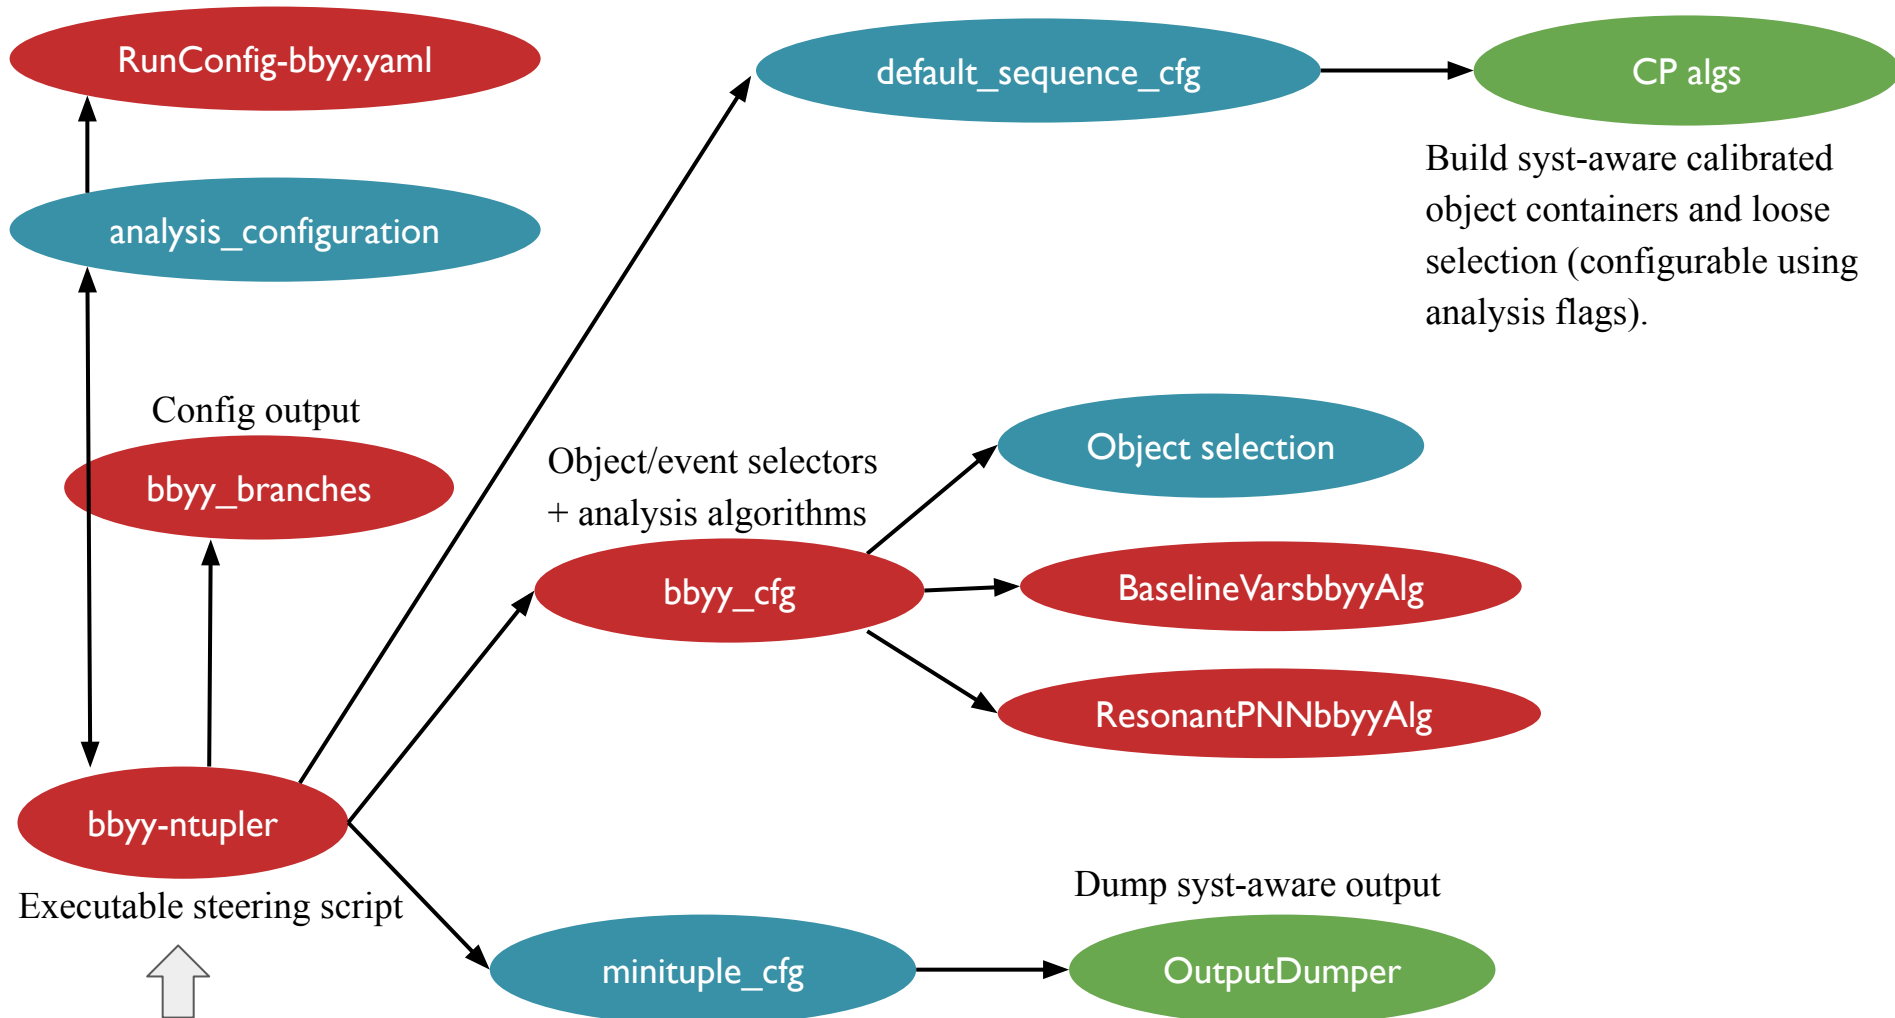 RunConfig-bbyy.yaml
default_sequence_cfg
CP algs
Build syst-aware calibrated
object containers and loose
selection (configurable using
analysis flags).
analysis_configuration
Config output
bbyy_branches
Object/event selectors
+ analysis algorithms
Object selection
bbyy_cfg
BaselineVarsbbyyAlg
ResonantPNNbbyyAlg
bbyy-ntupler
Executable steering script
Dump syst-aware output
minituple_cfg
OutputDumper